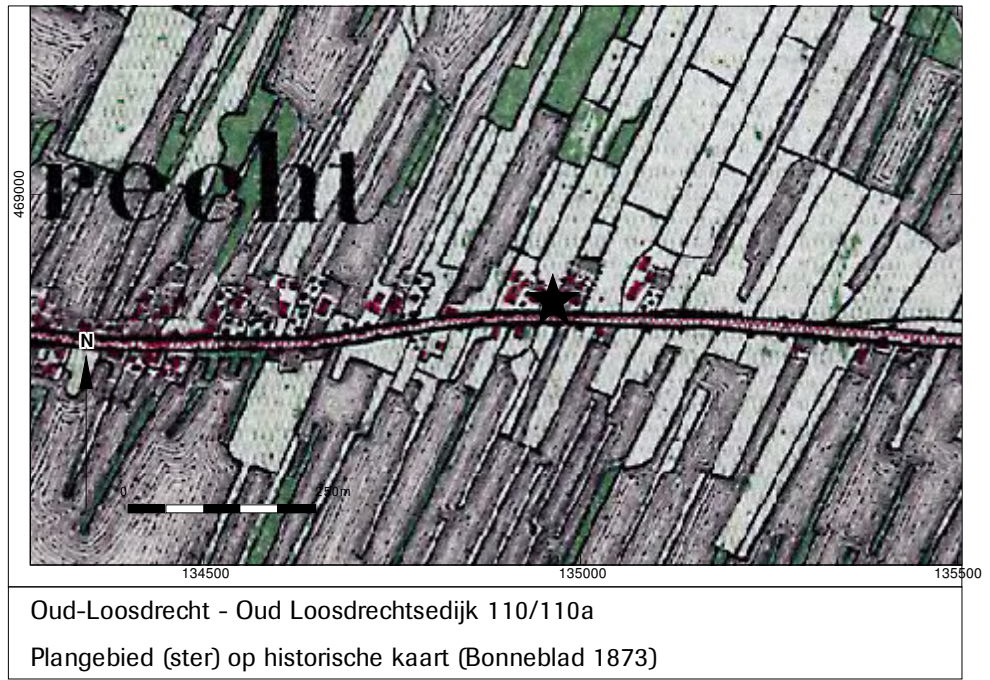 recht
469000
N
0 250m
134500 135000 135500
Oud-Loosdrecht - Oud Loosdrechtsedijk 110/110a
Plangebied (ster) op historische kaart (Bonneblad 1873)